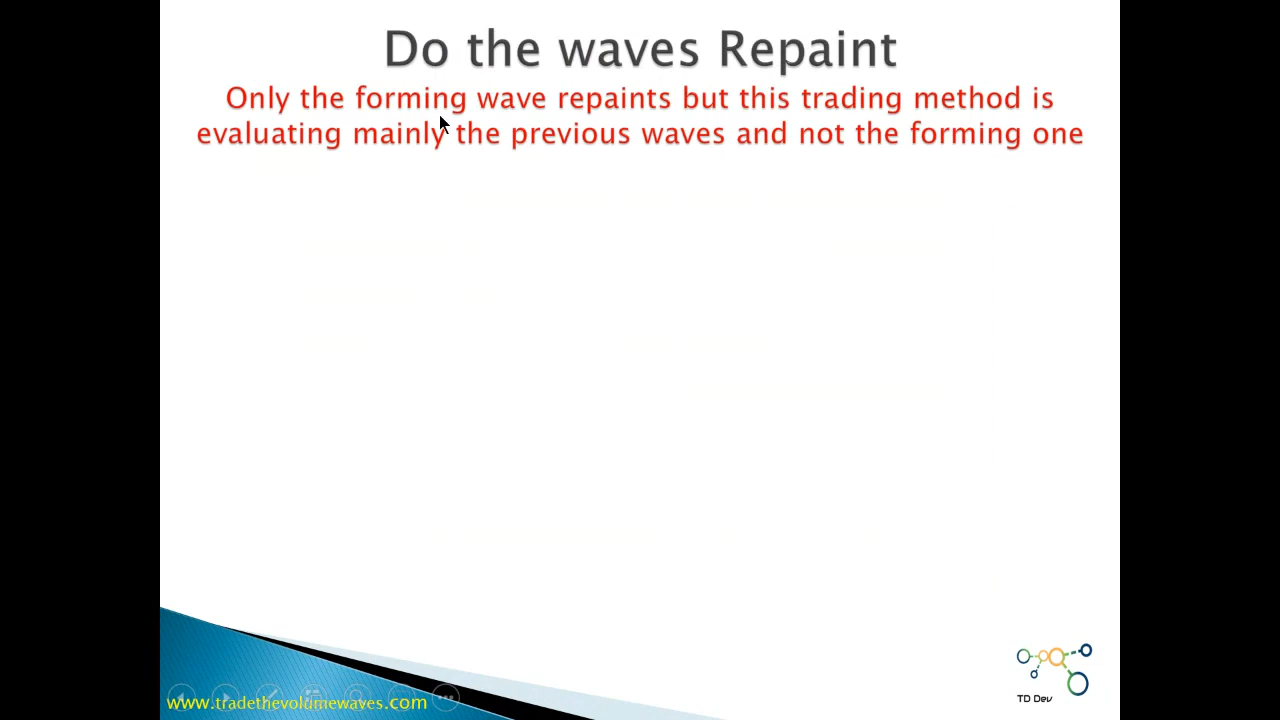 Do the waves Repaint
Only the forming wave repaints but this trading method is
evaluating mainly the previous waves and not the forming one
TD Dev
www.tradethevolumewaves.com